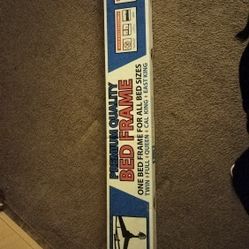 PREMIUM QUALITY
BED FRAME
ONE BED FRAME FOR ALL BED SIZES
TWIN • FULL • QUEEN • CAL KING • EAST KING